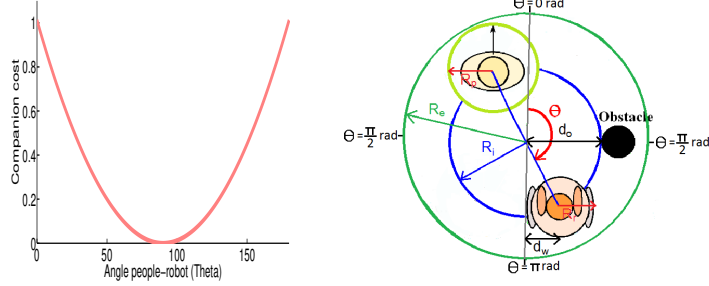 Companion cost
1
0.8
0.6
0.4
0.2
0
0 50 100 150
Angle people-robot (Theta)
Θ=0 rad
Rp
Re
Θ
Obstacle
do
Θ=π/2 rad
Θ=π/2 rad
Ri
dw
Θ=π rad